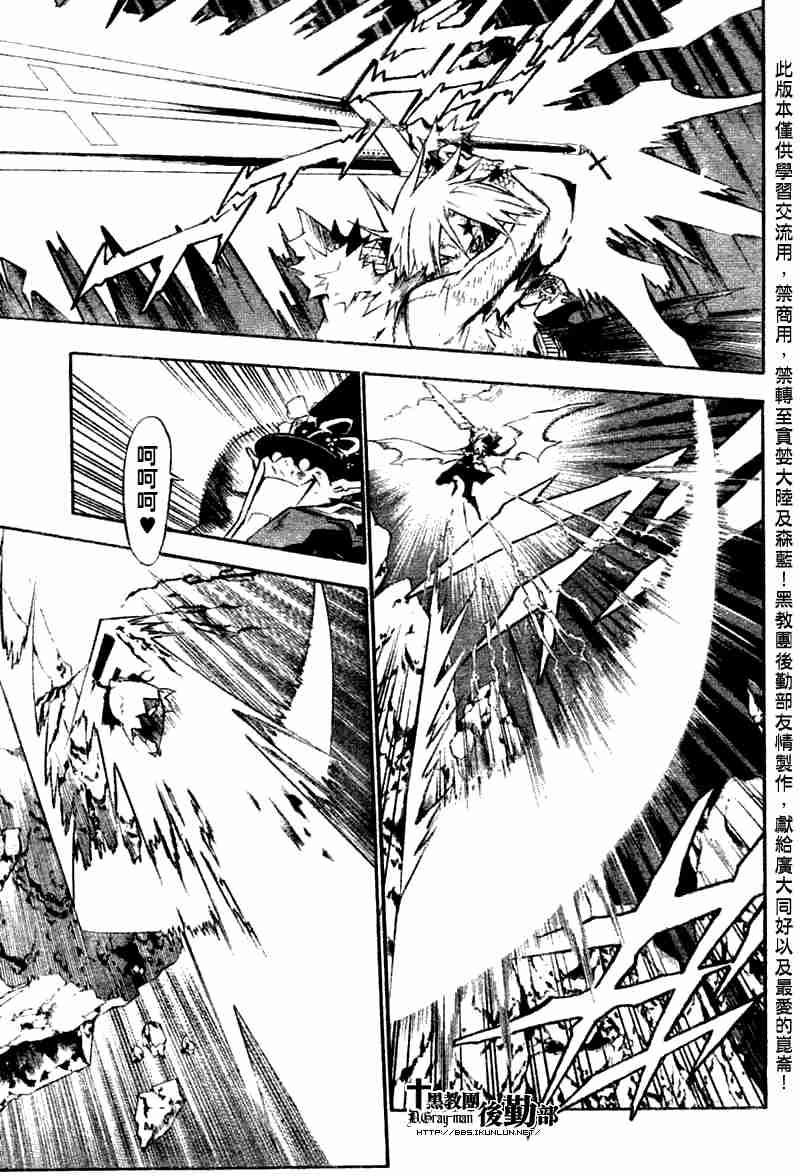 此版本僅供學習交流用，禁商用，禁轉至貪婪大陸及森藍！黑教團後勤部友情製作，獻給廣大同好以及最愛的崑崙！
呵呵呵♥
黑教團後勤部
D.Gray-man
HTTP://BBS.IKUNLUN.NET/